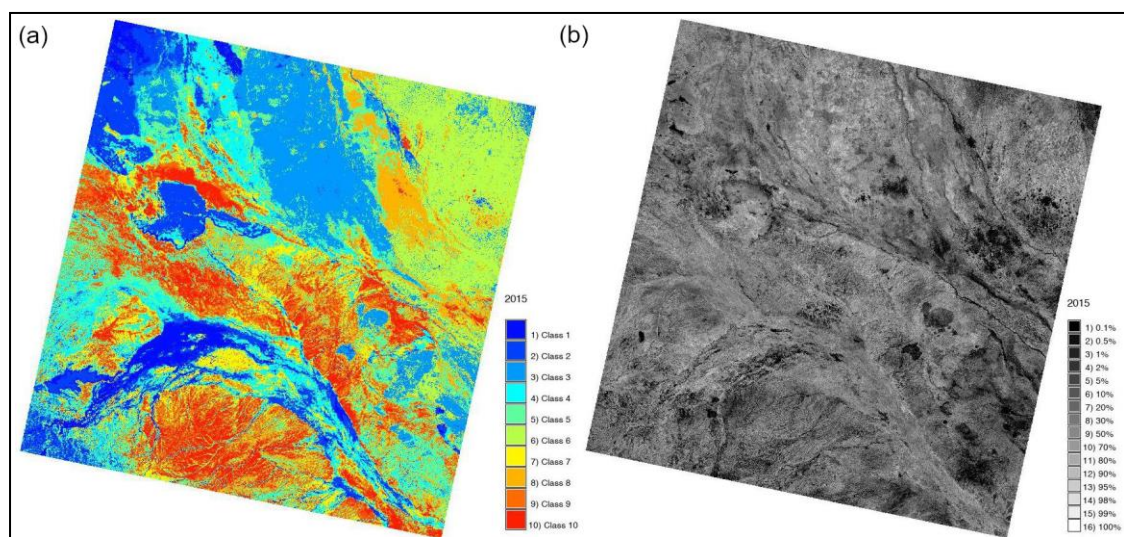 (a)
(b)
2015
1) Class 1
2) Class 2
3) Class 3
4) Class 4
5) Class 5
6) Class 6
7) Class 7
8) Class 8
9) Class 9
10) Class 10
2015
1) 0.1%
2) 0.5%
3) 1%
4) 2%
5) 5%
6) 10%
7) 20%
8) 30%
9) 50%
10) 70%
11) 80%
12) 90%
13) 95%
14) 98%
15) 99%
16) 100%